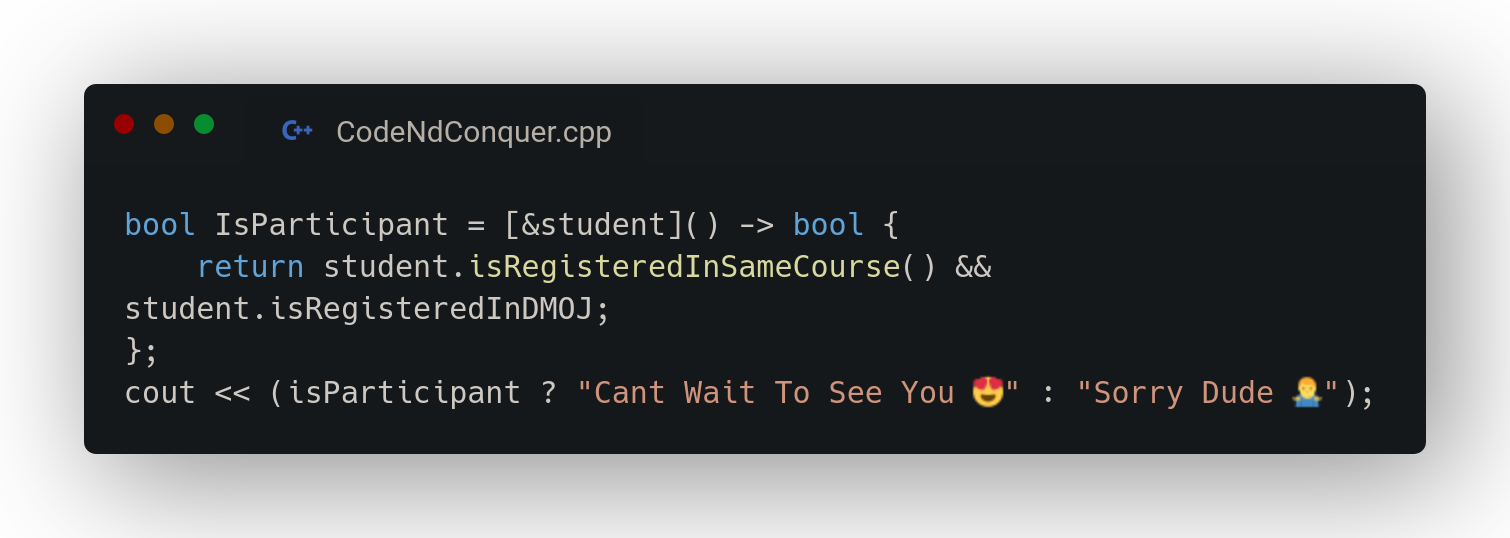 C++ CodeNdConquer.cpp
bool IsParticipant = [&student]() -> bool {
    return student.isRegisteredInSameCourse() &&
student.isRegisteredInDMOJ;
};
cout << (isParticipant ? "Cant Wait To See You 😍" : "Sorry Dude 🤷‍♂️");